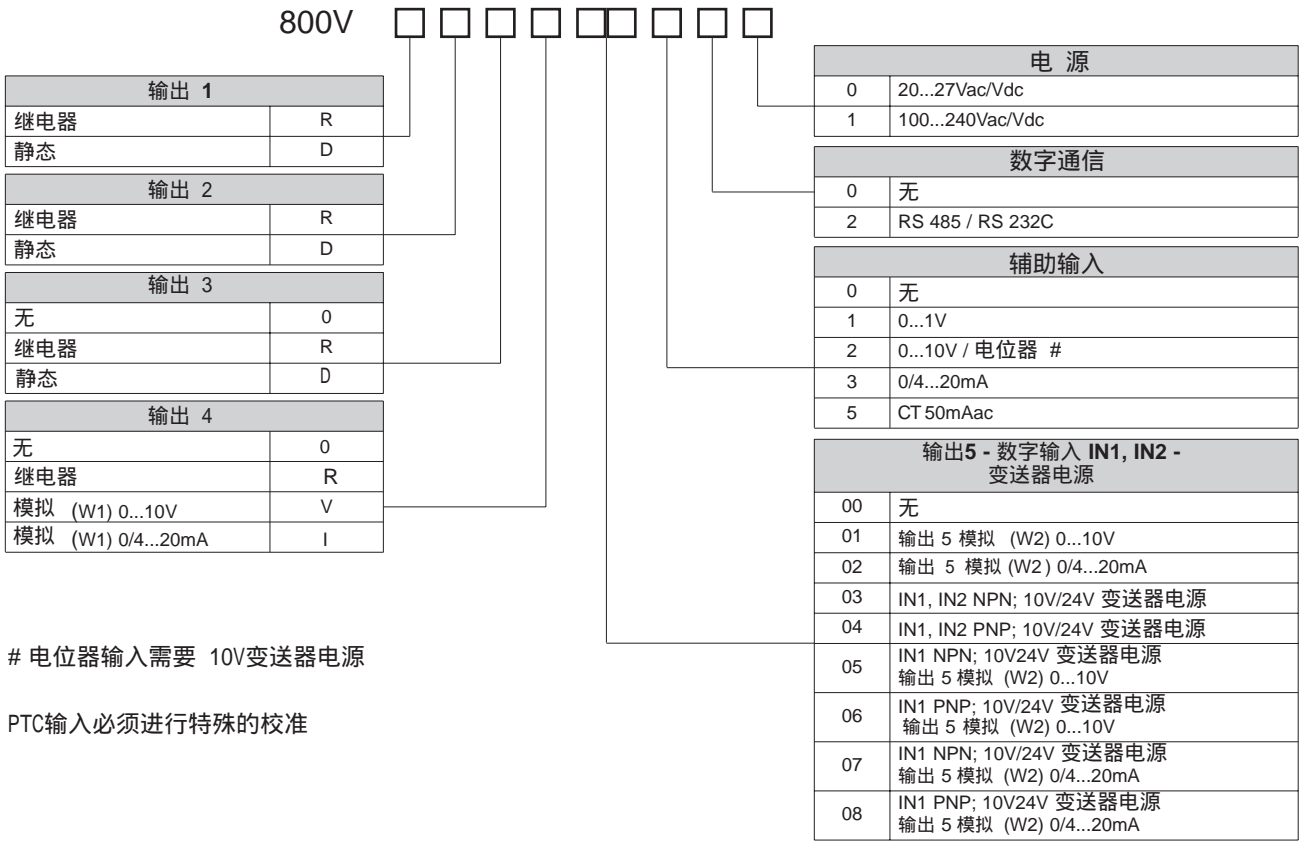 800V □ □ □ □ □□ □ □ □
输出 1
继电器 R
静态 D
输出 2
继电器 R
静态 D
输出 3
无 0
继电器 R
静态 D
输出 4
无 0
继电器 R
模拟 (W1) 0...10V V
模拟 (W1) 0/4...20mA I
# 电位器输入需要 10V变送器电源
PTC输入必须进行特殊的校准
电 源
0 20...27Vac/Vdc
1 100...240Vac/Vdc
数字通信
0 无
2 RS 485 / RS 232C
辅助输入
0 无
1 0...1V
2 0...10V / 电位器 #
3 0/4...20mA
5 CT 50mAac
输出5 - 数字输入 IN1, IN2 -
变送器电源
00 无
01 输出 5 模拟 (W2) 0...10V
02 输出 5 模拟 (W2) 0/4...20mA
03 IN1, IN2 NPN; 10V/24V 变送器电源
04 IN1, IN2 PNP; 10V/24V 变送器电源
05 IN1 NPN; 10V24V 变送器电源
输出 5 模拟 (W2) 0...10V
06 IN1 PNP; 10V/24V 变送器电源
输出 5 模拟 (W2) 0...10V
07 IN1 NPN; 10V/24V 变送器电源
输出 5 模拟 (W2) 0/4...20mA
08 IN1 PNP; 10V24V 变送器电源
输出 5 模拟 (W2) 0/4...20mA